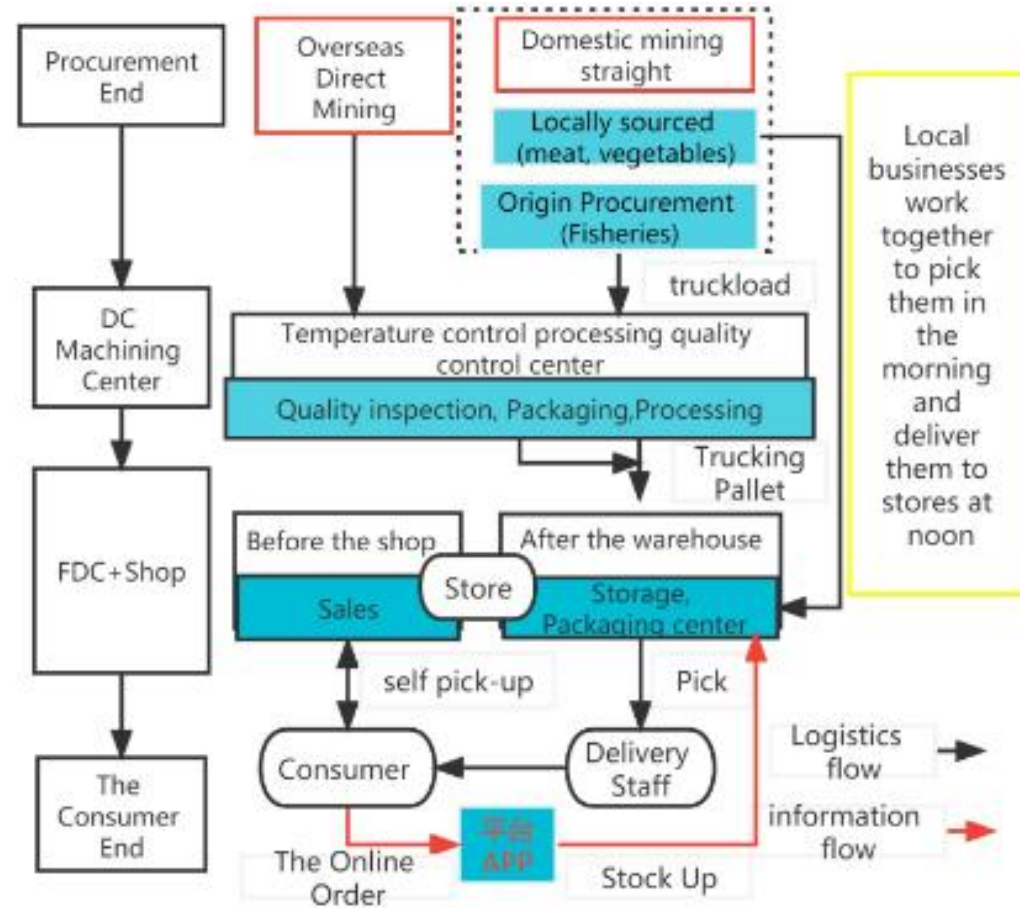 Procurement
End
Overseas
Direct
Mining
Domestic mining
straight
Locally sourced
(meat, vegetables)
Origin Procurement
(Fisheries)
Local
businesses
work
together
to pick
them in
the
morning
and
deliver
them to
stores at
noon
truckload
DC
Machining
Center
Temperature control processing quality
control center
Quality inspection, Packaging,Processing
Trucking
Pallet
FDC+Shop
Before the shop
After the warehouse
Store
Sales
Storage,
Packaging center
self pick-up
Pick
Consumer
Delivery
Staff
Logistics
flow
The
Consumer
End
平台
APP
The Online
Order
Stock Up
information
flow